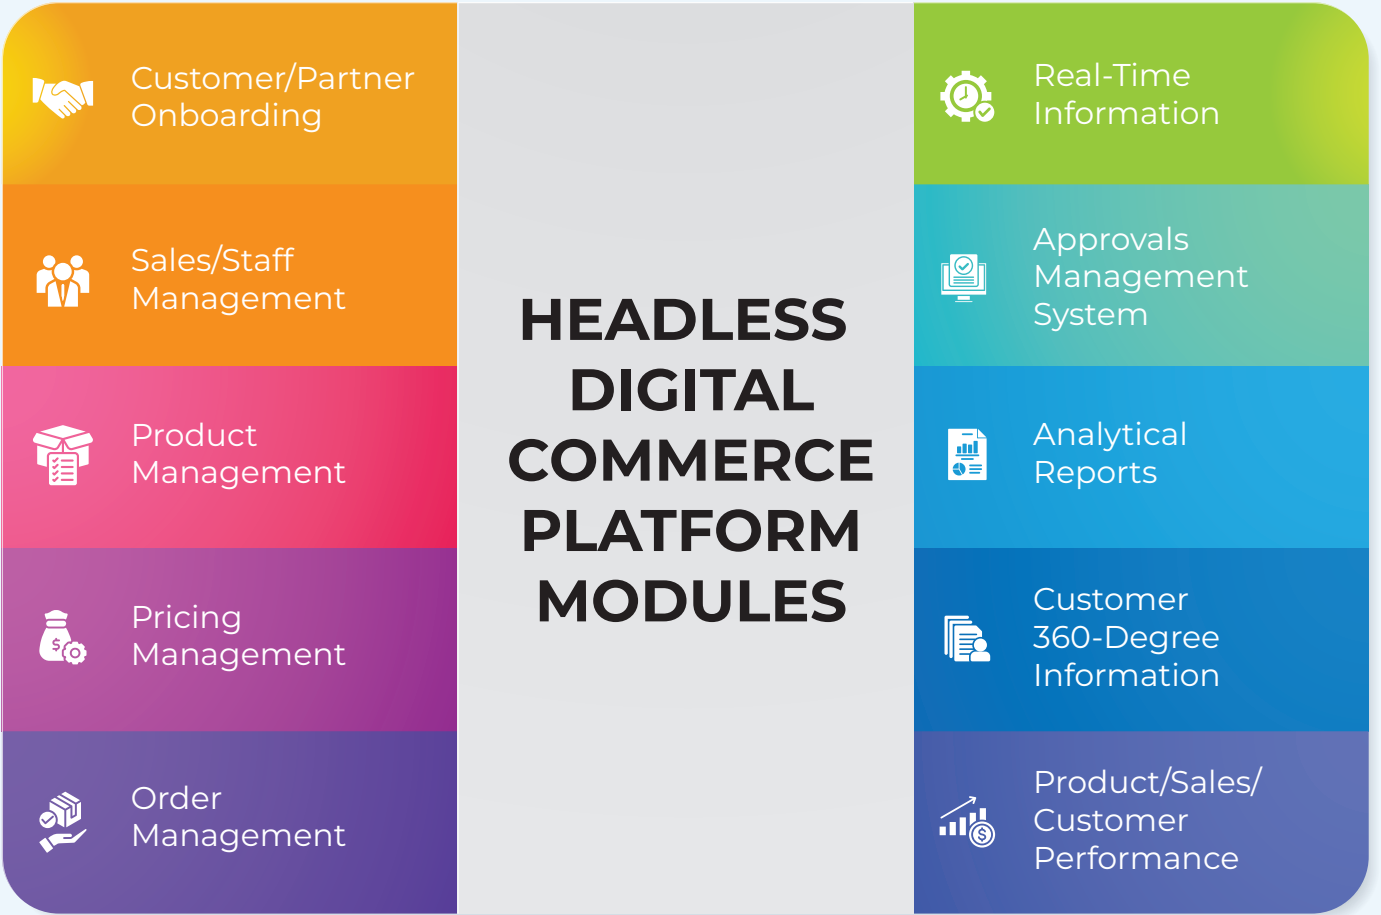 Customer/Partner
Onboarding
Sales/Staff
Management
Product
Management
Pricing
Management
Order
Management
HEADLESS
DIGITAL
COMMERCE
PLATFORM
MODULES
Real-Time
Information
Approvals
Management
System
Analytical
Reports
Customer
360-Degree
Information
Product/Sales/
Customer
Performance